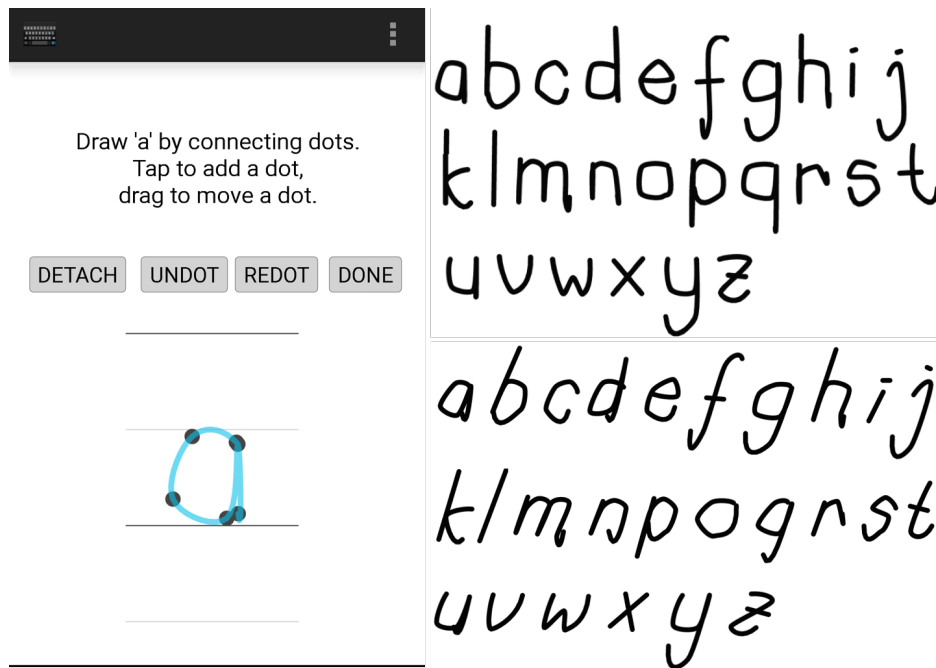 Draw 'a' by connecting dots.
Tap to add a dot,
drag to move a dot.
DETACH UNDOT REDOT DONE
a
abcdefghij
klmnopqrst
uvwxyz
abcdefghij
klmnpogrst
uvwxyz